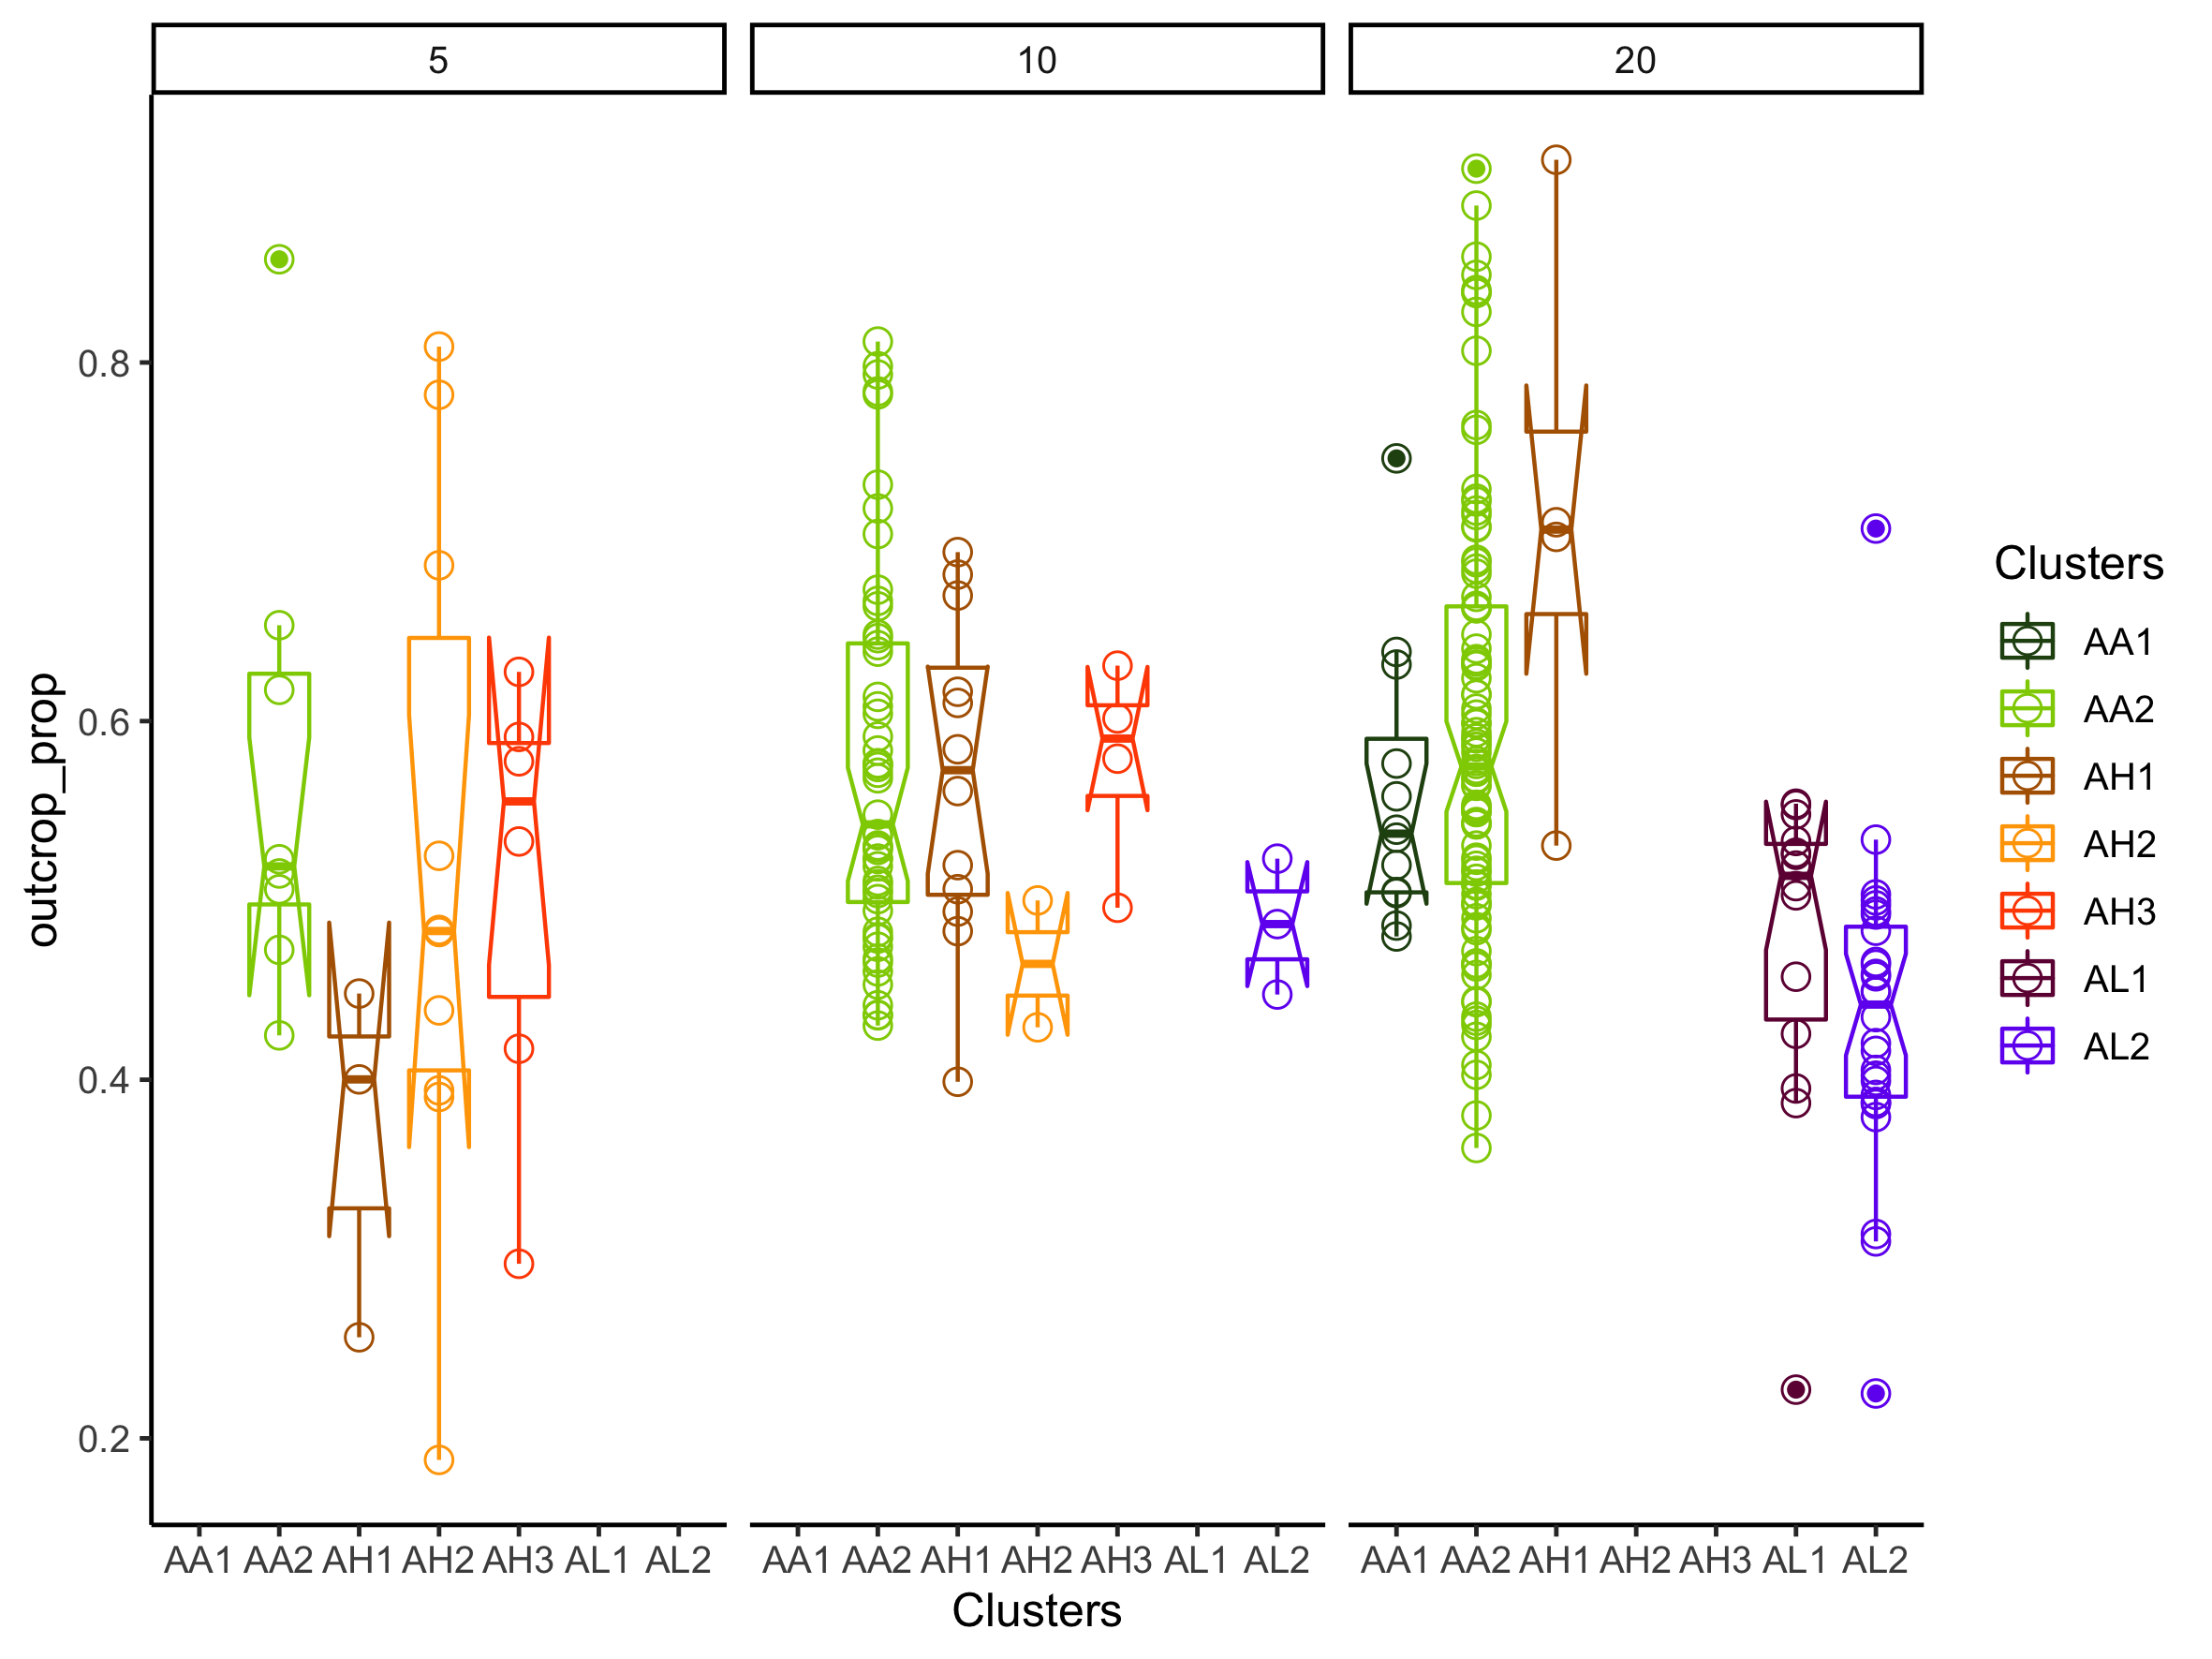 5 10 20
outcrop_prop
0.8
0.6
0.4
0.2
AA1 AA2 AH1 AH2 AH3 AL1 AL2 AA1 AA2 AH1 AH2 AH3 AL1 AL2 AA1 AA2 AH1 AH2 AH3 AL1 AL2
Clusters
Clusters
AA1
AA2
AH1
AH2
AH3
AL1
AL2